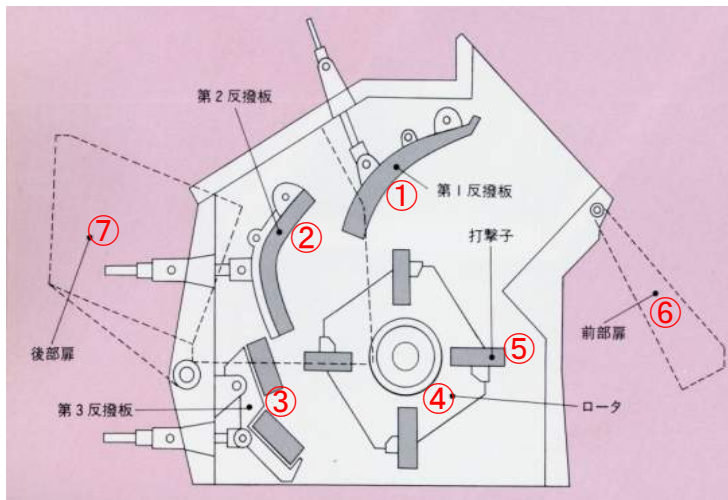 第2反撥板
①
第1反撥板
⑦
②
打撃子
⑥
前部扉
⑤
後部扉
③
④
第3反撥板
ロータ